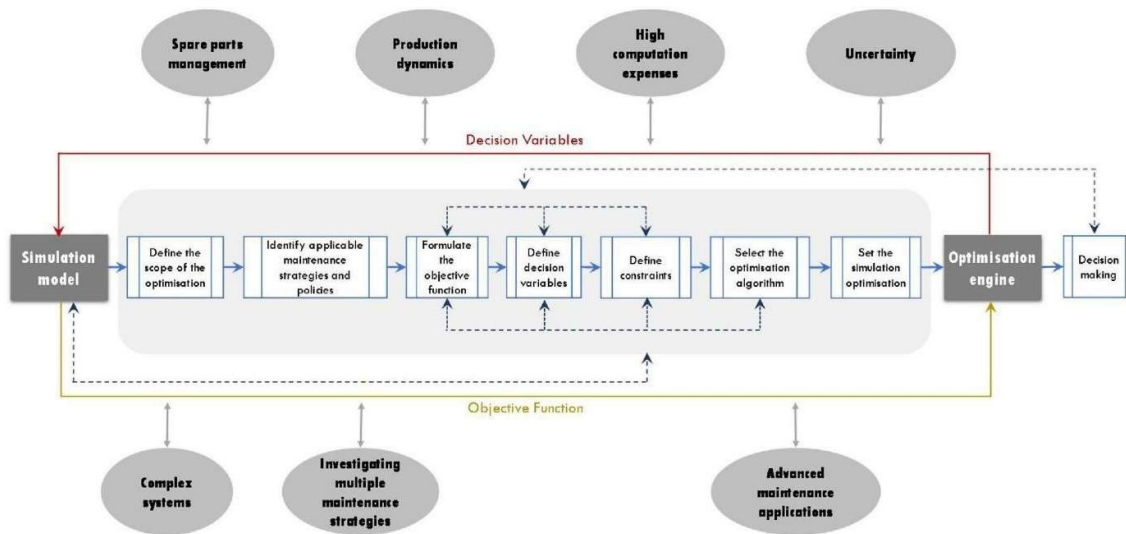 Spare parts
management
Production
dynamics
High
computation
expenses
Uncertainty
Decision Variables
Simulation
model
Define the
scope of the
optimisation
Identify applicable
maintenance
strategies and
policies
Formulate
the
objective
function
Define
decision
variables
Define
constraints
Select the
optimisation
algorithm
Set the
simulation
optimisation
Optimisation
engine
Decision
making
Objective Function
Complex
systems
Investigating
multiple
maintenance
strategies
Advanced
maintenance
applications